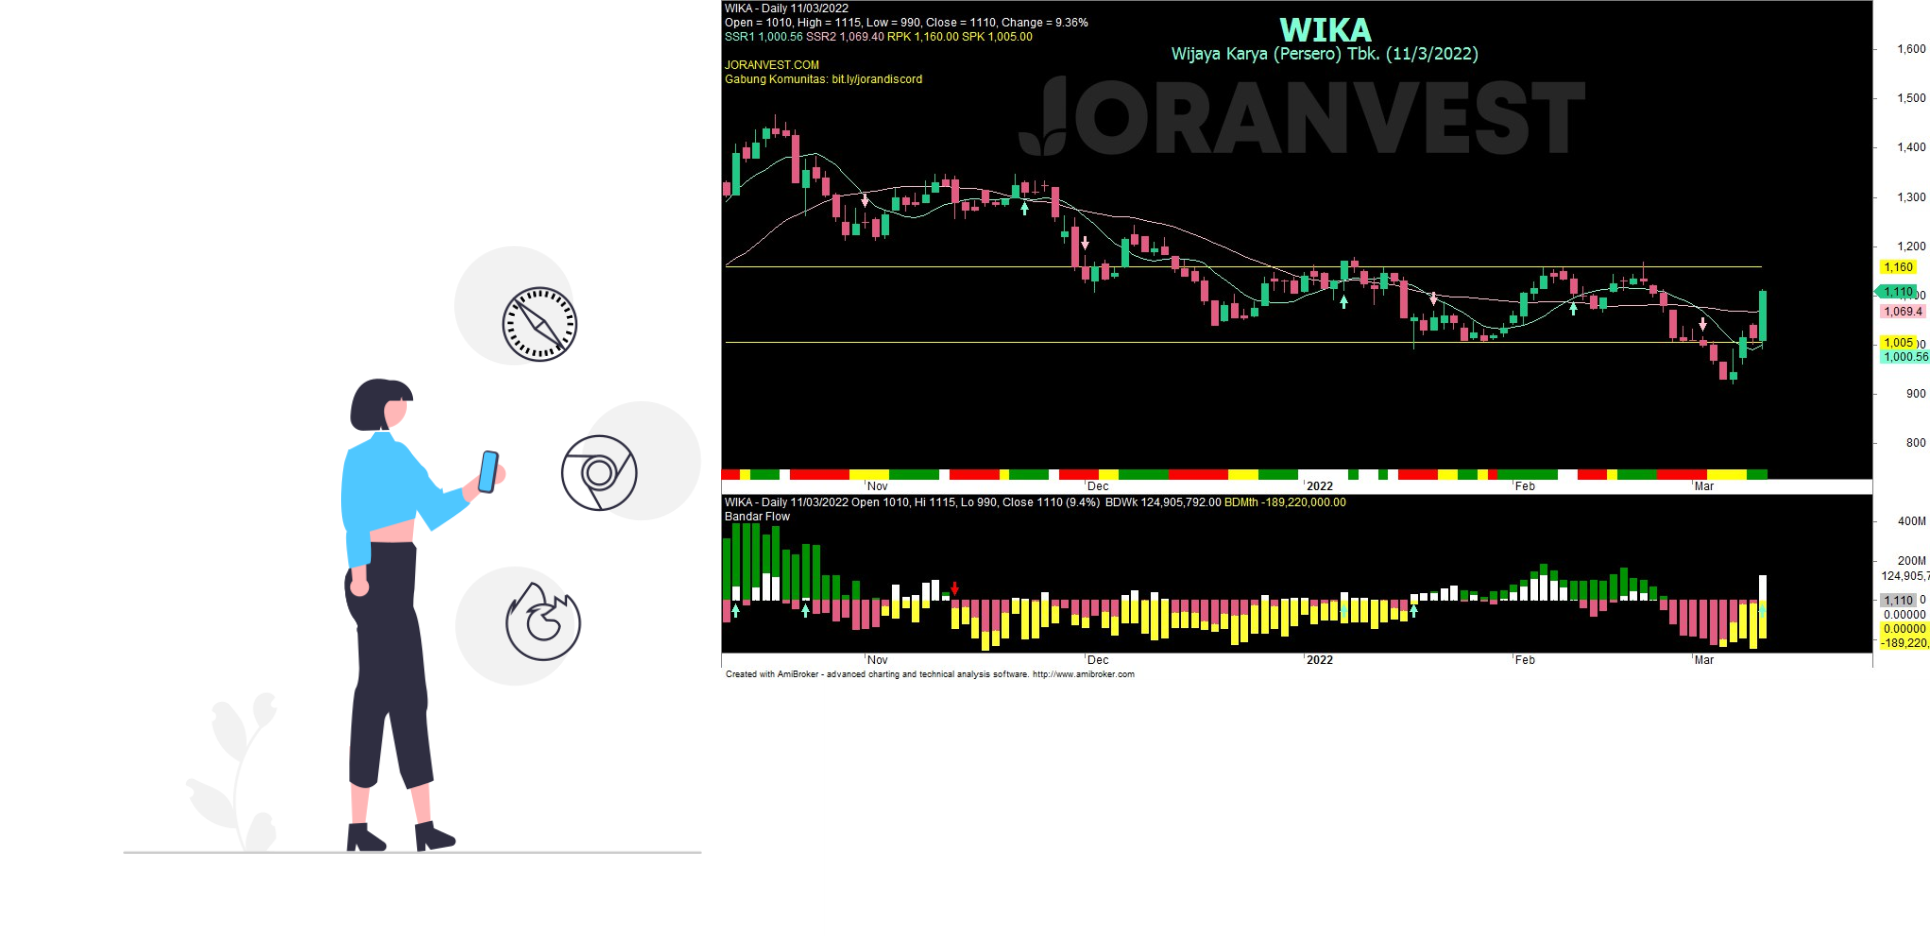 WIKA - Daily 11/03/2022
Open = 1010, High = 1115, Low = 990, Close = 1110, Change = 9.36%
SSR1 1,000.56 SSR2 1,069.40 RPK 1,160.00 SPK 1,005.00
WIKA
Wijaya Karya (Persero) Tbk. (11/3/2022)
JORANVEST.COM
Gabung Komunitas: bit.ly/jorandiscord
JORANVEST
1,600
1,500
1,400
1,300
1,200
1,160
1,110
1,069.4
1,005
1,000.56
900
800
Nov Dec 2022 Feb Mar
WIKA - Daily 11/03/2022 Open 1010, Hi 1115, Lo 990, Close 1110 (9.4%) BDWk 124,905,792.00 BDMth -189,220,000.00
Bandar Flow
400M
200M
124,905,7
1,110 0
0.00000
0.00000
-189,220,
Nov Dec 2022 Feb Mar
Created with AmiBroker - advanced charting and technical analysis software. http://www.amibroker.com